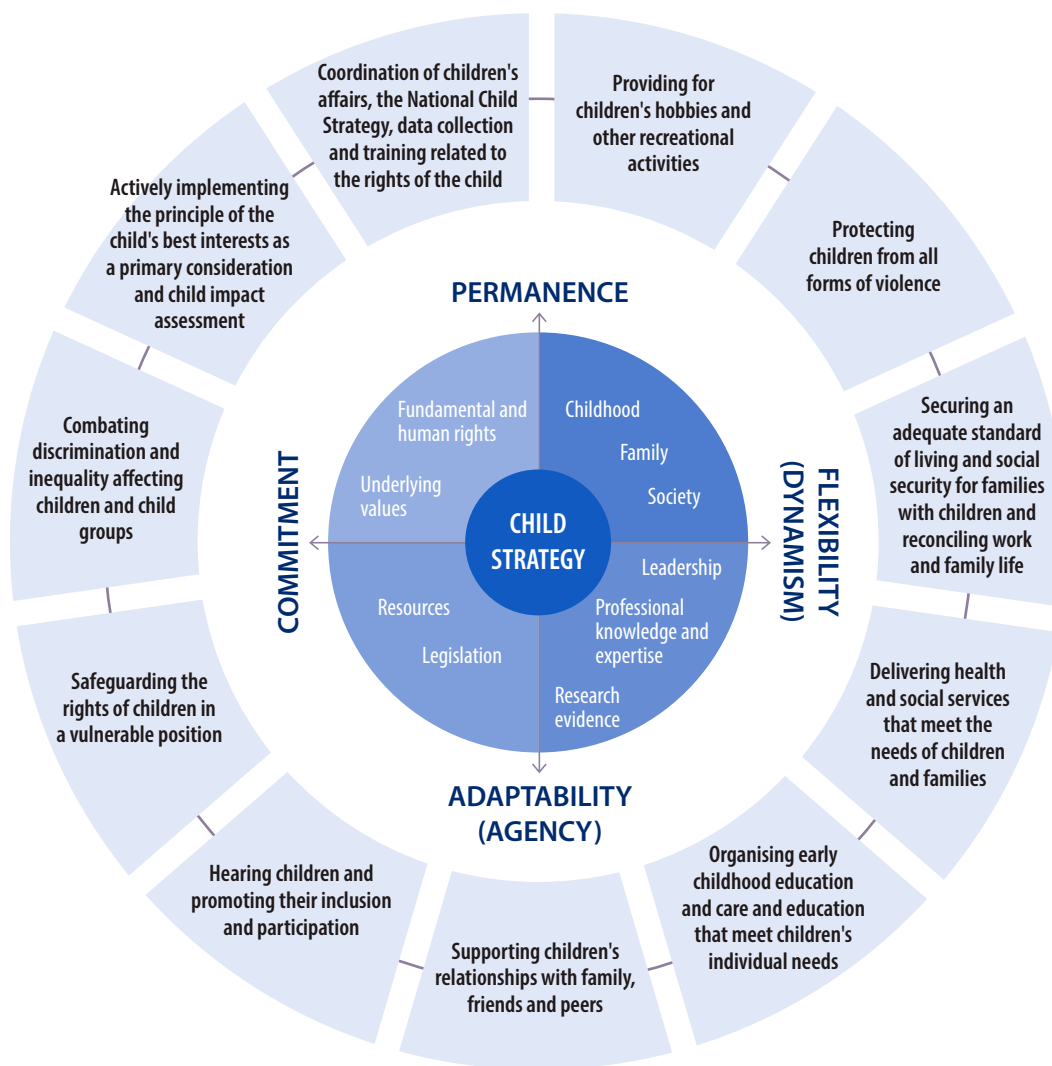 Coordination of children's
affairs, the National Child
Strategy, data collection
and training related to
the rights of the child
Providing for
children's hobbies and
other recreational
activities
Protecting
children from all
forms of violence
Securing an
adequate standard
of living and social
security for families
with children and
reconciling work
and family life
Delivering health
and social services
that meet the
needs of children
and families
Organising early
childhood education
and care and education
that meet children's
individual needs
Supporting children's
relationships with family,
friends and peers
Hearing children and
promoting their inclusion
and participation
Safeguarding the
rights of children in
a vulnerable position
Combating
discrimination and
inequality affecting
children and child
groups
Actively implementing
the principle of the
child's best interests as
a primary consideration
and child impact
assessment
PERMANENCE
FLEXIBILITY
(DYNAMISM)
ADAPTABILITY
(AGENCY)
COMMITMENT
Fundamental and
human rights
Underlying
values
Childhood
Family
Society
CHILD
STRATEGY
Resources
Legislation
Leadership
Professional
knowledge and
expertise
Research
evidence